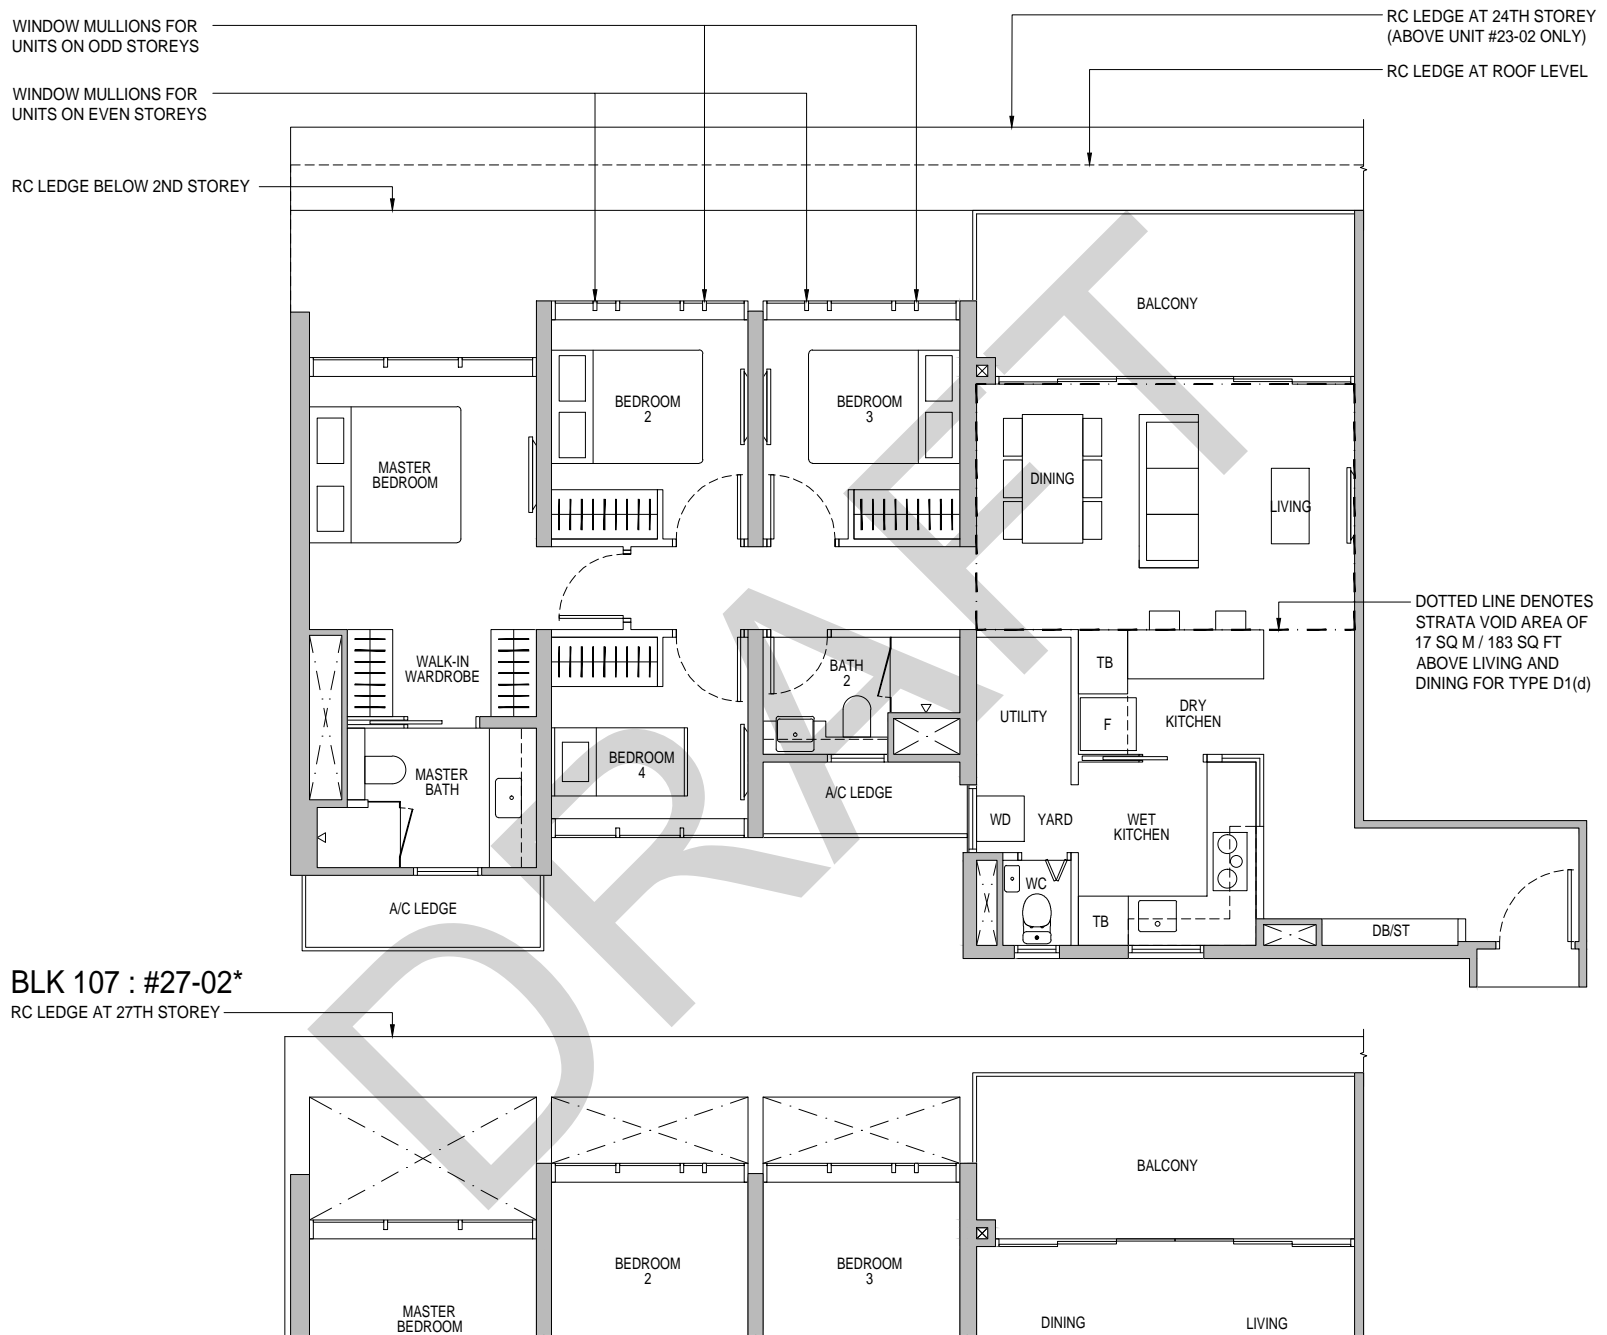 WINDOW MULLIONS FOR
UNITS ON ODD STOREYS
RC LEDGE AT 24TH STOREY
(ABOVE UNIT #23-02 ONLY)
RC LEDGE AT ROOF LEVEL
WINDOW MULLIONS FOR
UNITS ON EVEN STOREYS
RC LEDGE BELOW 2ND STOREY
BALCONY
BEDROOM
2
BEDROOM
3
MASTER
BEDROOM
DINING
LIVING
DOTTED LINE DENOTES
STRATA VOID AREA OF
17 SQ M / 183 SQ FT
ABOVE LIVING AND
DINING FOR TYPE D1(d)
WALK-IN
WARDROBE
BATH
2
TB
UTILITY
F
DRY
KITCHEN
MASTER
BATH
BEDROOM
4
A/C LEDGE
WD
YARD
WET
KITCHEN
WC
TB
DB/ST
A/C LEDGE
DRAFT
BLK 107 : #27-02*
RC LEDGE AT 27TH STOREY
BALCONY
BEDROOM
2
BEDROOM
3
MASTER
BEDROOM
DINING
LIVING